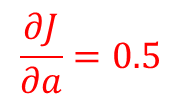 ∂J/∂a = 0.5